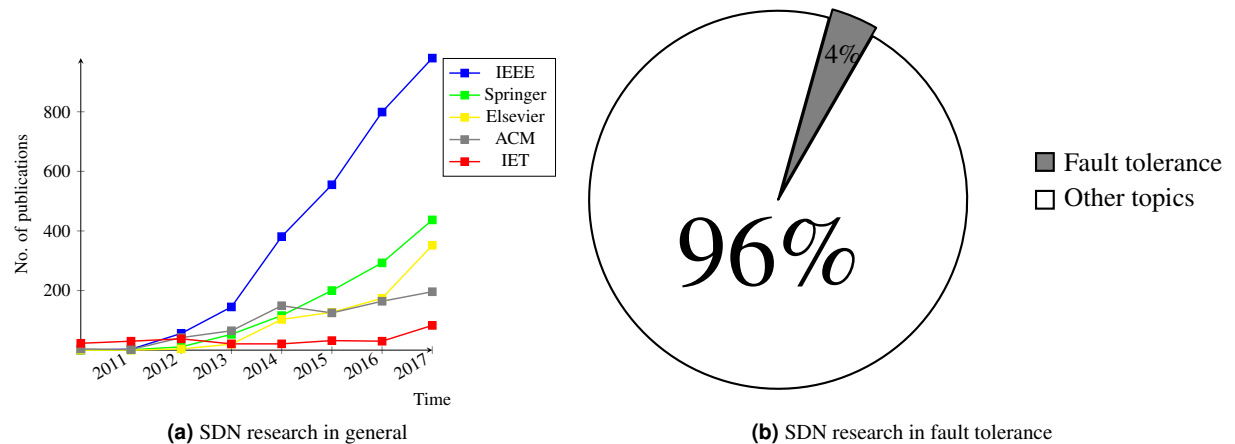 No. of publications
800
600
400
200
2011
2012
2013
2014
2015
2016
2017
Time
IEEE
Springer
Elsevier
ACM
IET
(a) SDN research in general
4%
96%
Fault tolerance
Other topics
(b) SDN research in fault tolerance